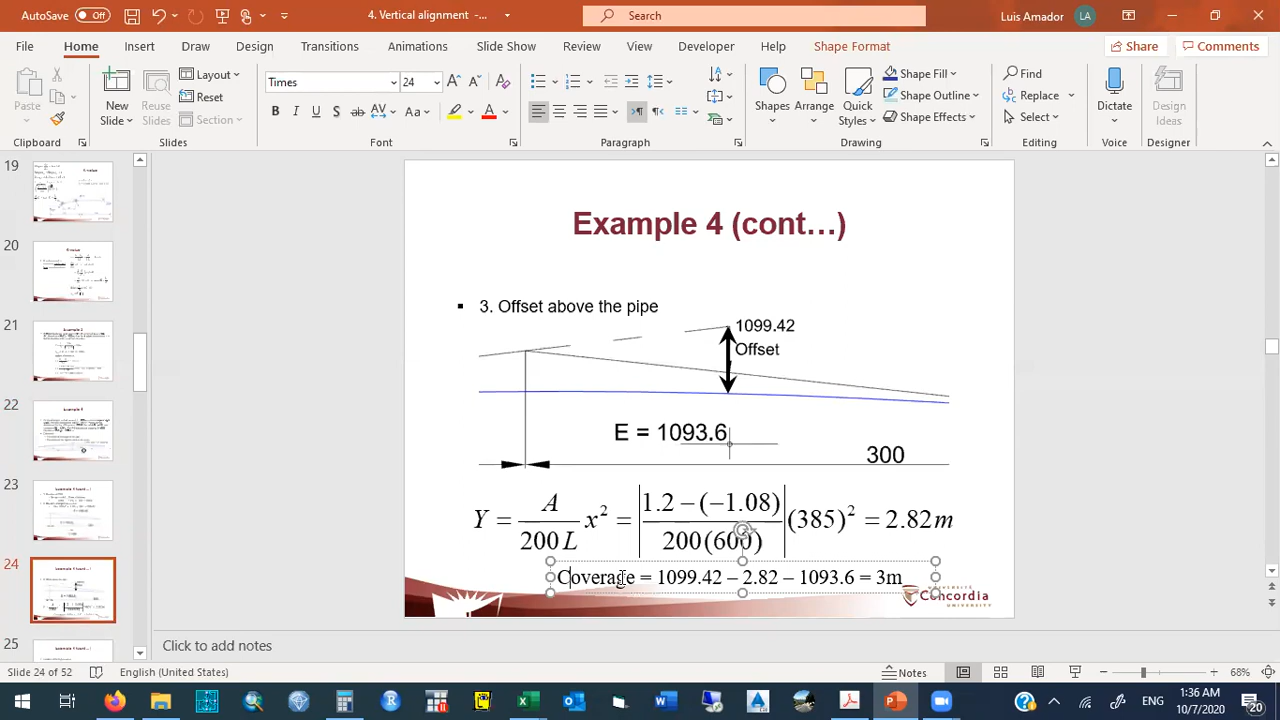 AutoSave Off
4. Vertical alignment -
Search
Luis Amador
LA
File Home Insert Draw Design Transitions Animations Slide Show Review View Developer Help Shape Format
Share Comments
Paste
Clipboard
New
Slide
Reuse
Slides
Layout
Reset
Section
Slides
Times 24
B I U S ab AV Aa A
Font
Paragraph
Shapes
Arrange
Quick
Styles
Shape Fill
Shape Outline
Shape Effects
Drawing
Find
Replace
Select
Editing
Dictate
Voice
Design
Ideas
Designer
19
20
21
22
23
24
25
Example 4 (cont…)
3. Offset above the pipe
1099.42
Offset
E = 1093.6
300
Y = A / 200 L x² = |1.2 − (−1.08) / 200(600)| (385)² = 2.82m
Coverage = 1099.42 – 2.82 – 1093.6 = 3m
UNIVERSITÉ
Concordia
UNIVERSITY
Click to add notes
Slide 24 of 52
English (United States)
Notes
68%
ENG
1:36 AM
10/7/2020
20